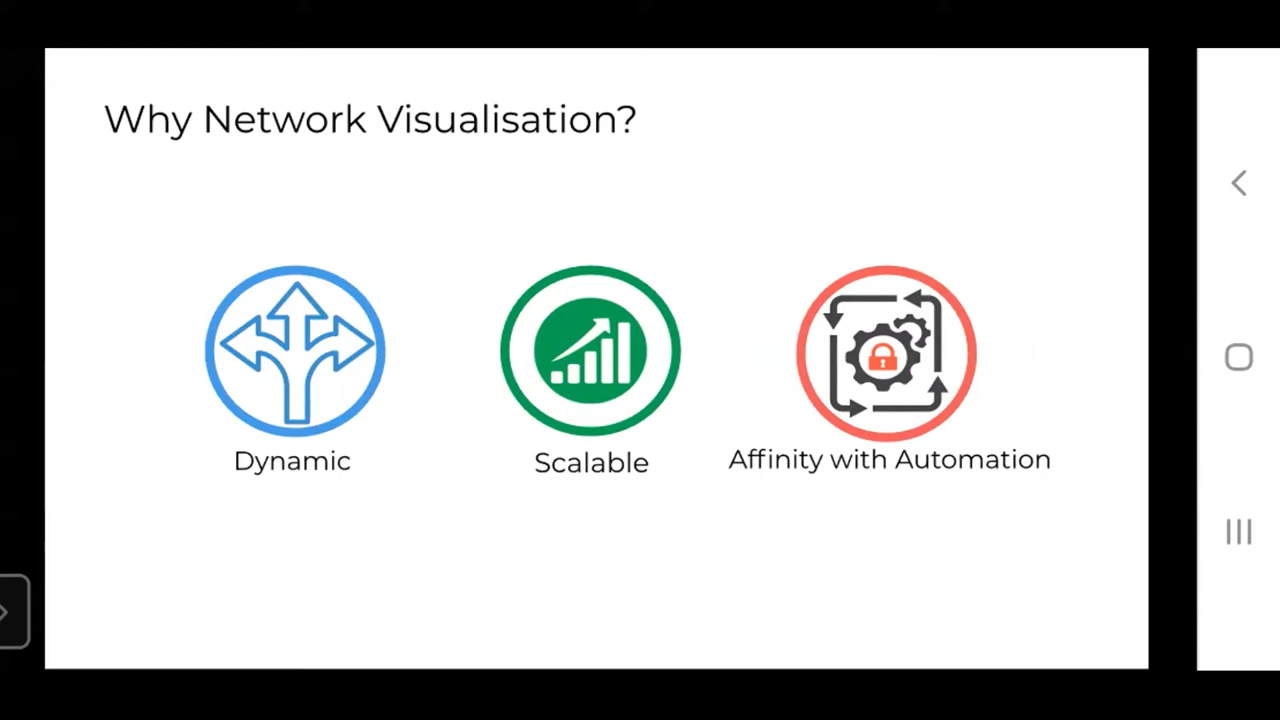 Why Network Visualisation?
Dynamic
Scalable
Affinity with Automation